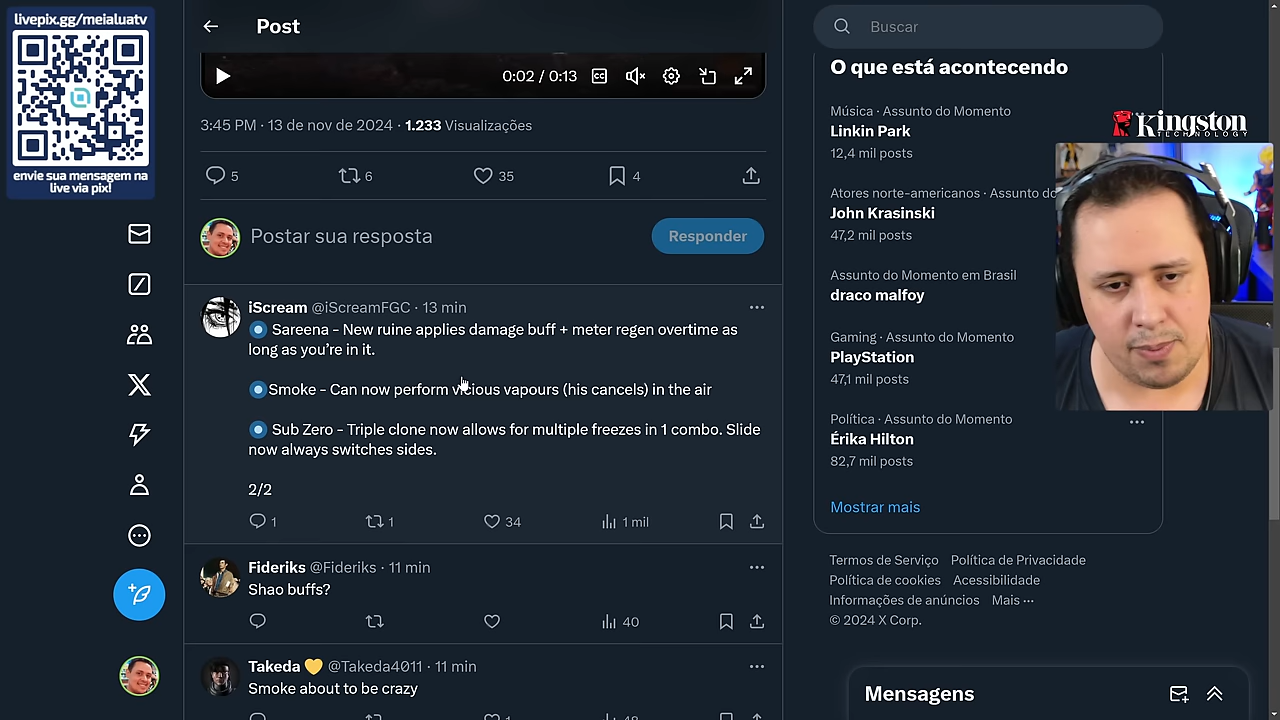 livepix.gg/meialuatv
envie sua mensagem na
live via pix!
Post
0:02 / 0:13
3:45 PM · 13 de nov de 2024 · 1.233 Visualizações
5
6
35
4
Postar sua resposta
Responder
iScream @iScreamFGC · 13 min
Sareena - New ruine applies damage buff + meter regen overtime as
long as you're in it.
Smoke - Can now perform vicious vapours (his cancels) in the air
Sub Zero - Triple clone now allows for multiple freezes in 1 combo. Slide
now always switches sides.
2/2
1
1
34
1 mil
Fideriks @Fideriks · 11 min
Shao buffs?
40
Takeda 💛 @Takeda4011 · 11 min
Smoke about to be crazy
1
48
Buscar
O que está acontecendo
Música · Assunto do Momento
Linkin Park
12,4 mil posts
Atores norte-americanos · Assunto do
John Krasinski
47,2 mil posts
Assunto do Momento em Brasil
draco malfoy
Gaming · Assunto do Momento
PlayStation
47,1 mil posts
Política · Assunto do Momento
Érika Hilton
82,7 mil posts
Mostrar mais
Termos de Serviço Política de Privacidade
Política de cookies Acessibilidade
Informações de anúncios Mais ···
© 2024 X Corp.
Mensagens
Kingston
TECHNOLOGY